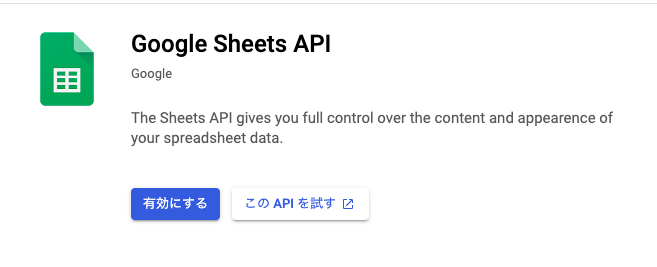 Google Sheets API
Google
The Sheets API gives you full control over the content and appearence of
your spreadsheet data.
有効にする
この API を試す